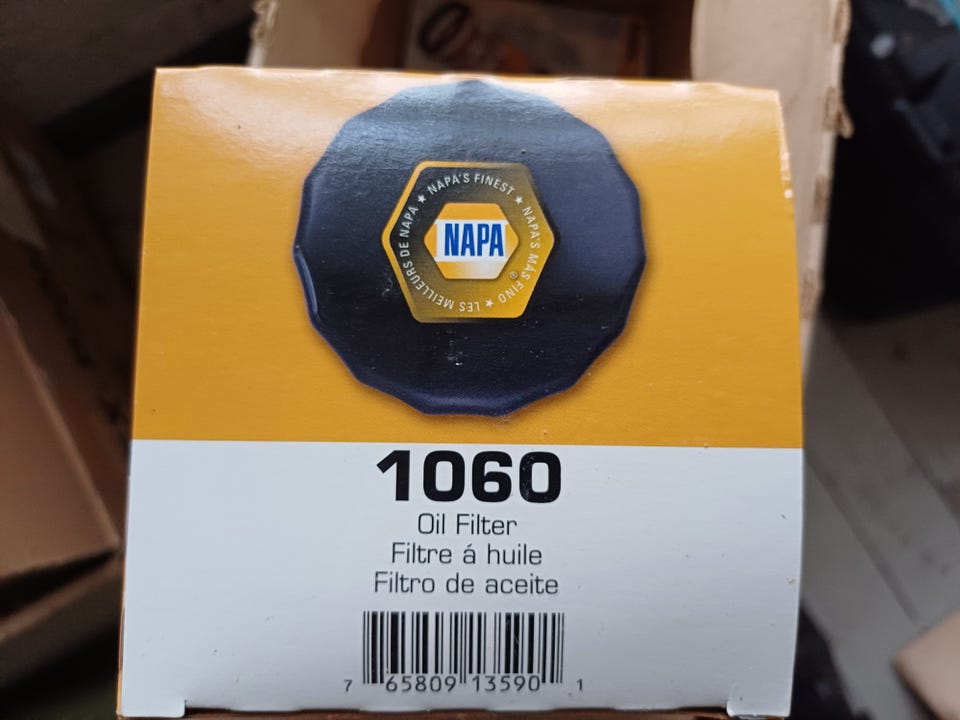 NAPA'S FINEST ★ NAPA'S MAS FINO ★ LES MEILLEURS DE NAPA ★
NAPA
®
1060
Oil Filter
Filtre á huile
Filtro de aceite
7 65809 13590 1